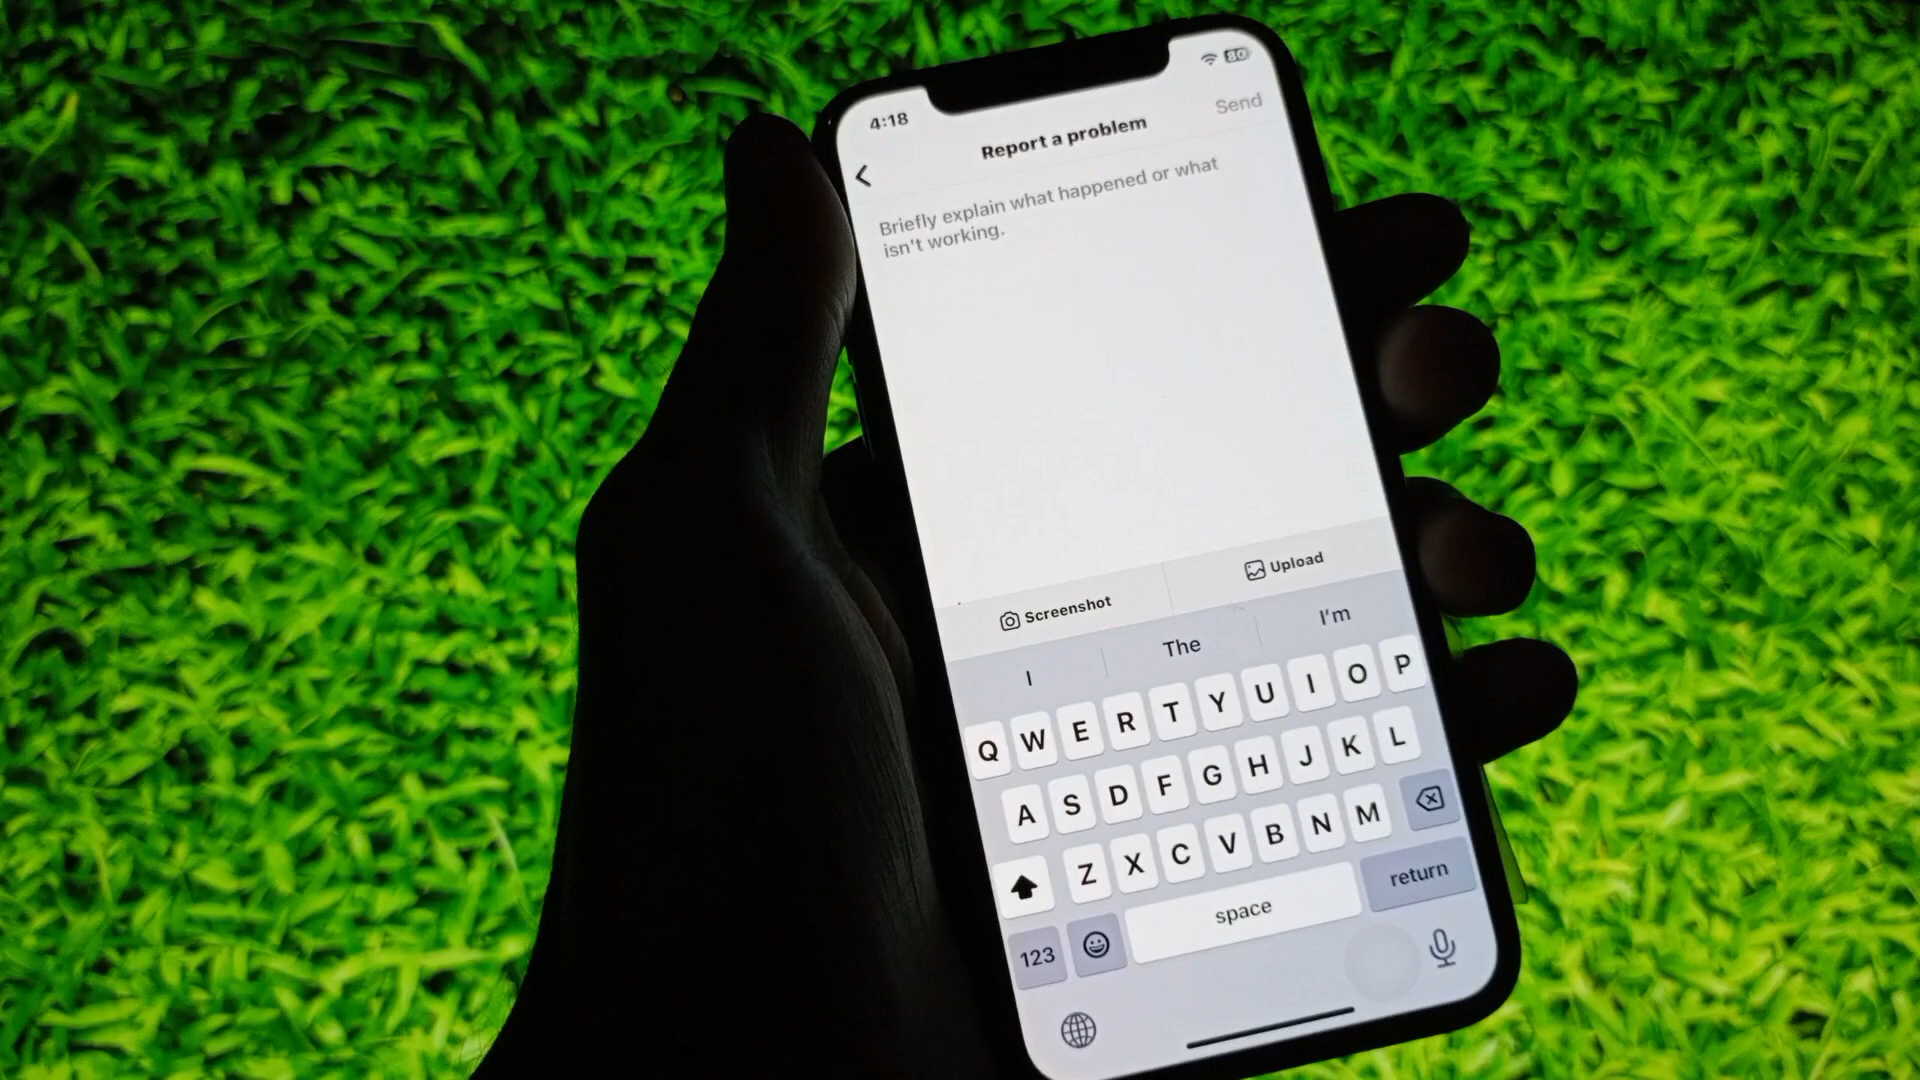 4:18
80
Report a problem
Send
Briefly explain what happened or what
isn't working.
Screenshot
Upload
I
The
I'm
Q W E R T Y U I O P
A S D F G H J K L
Z X C V B N M
123
space
return